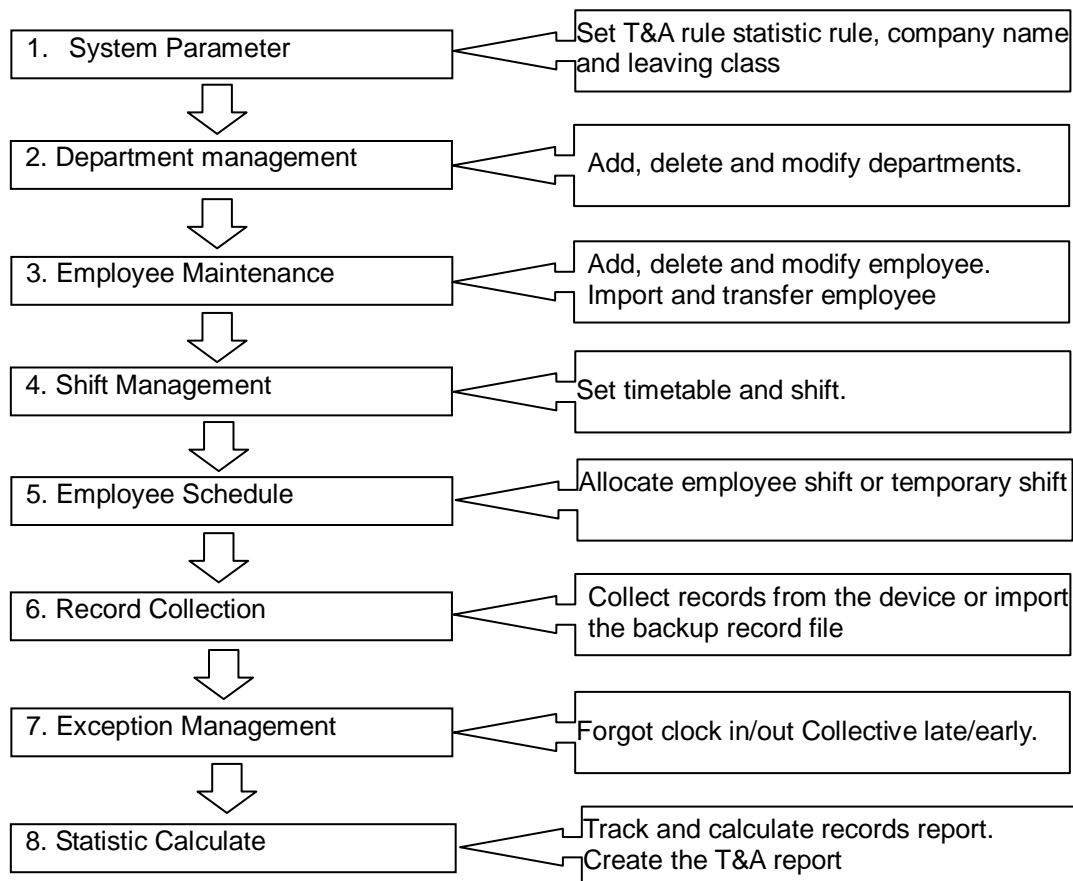 1. System Parameter
Set T&A rule statistic rule, company name
and leaving class
2. Department management
Add, delete and modify departments.
3. Employee Maintenance
Add, delete and modify employee.
Import and transfer employee
4. Shift Management
Set timetable and shift.
5. Employee Schedule
Allocate employee shift or temporary shift
6. Record Collection
Collect records from the device or import
the backup record file
7. Exception Management
Forgot clock in/out Collective late/early.
8. Statistic Calculate
Track and calculate records report.
Create the T&A report